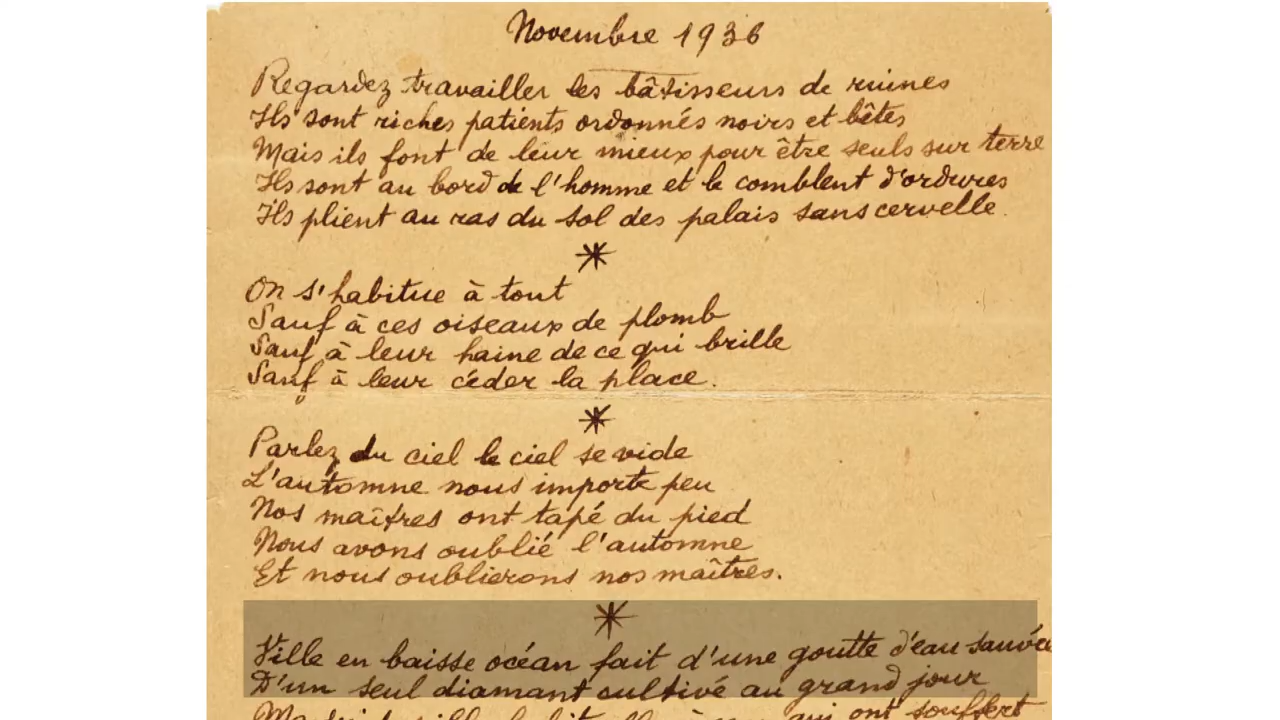 Novembre 1936
Regardez travailler les bâtisseurs de ruines
Ils sont riches patients ordonnés noirs et bêtes
Mais ils font de leur mieux pour être seuls sur terre
Ils sont au bord de l'homme et le comblent d'ordures
Ils plient au ras du sol des palais sans cervelle.
*
On s'habitue à tout
Sauf à ces oiseaux de plomb
Sauf à leur haine de ce qui brille
Sauf à leur céder la place.
*
Parlez du ciel le ciel se vide
L'automne nous importe peu
Nos maîtres ont tapé du pied
Nous avons oublié l'automne
Et nous oublierons nos maîtres.
*
Ville en baisse océan fait d'une goutte d'eau
D'un seul diamant cultivé au grand jour
qui ont souffert